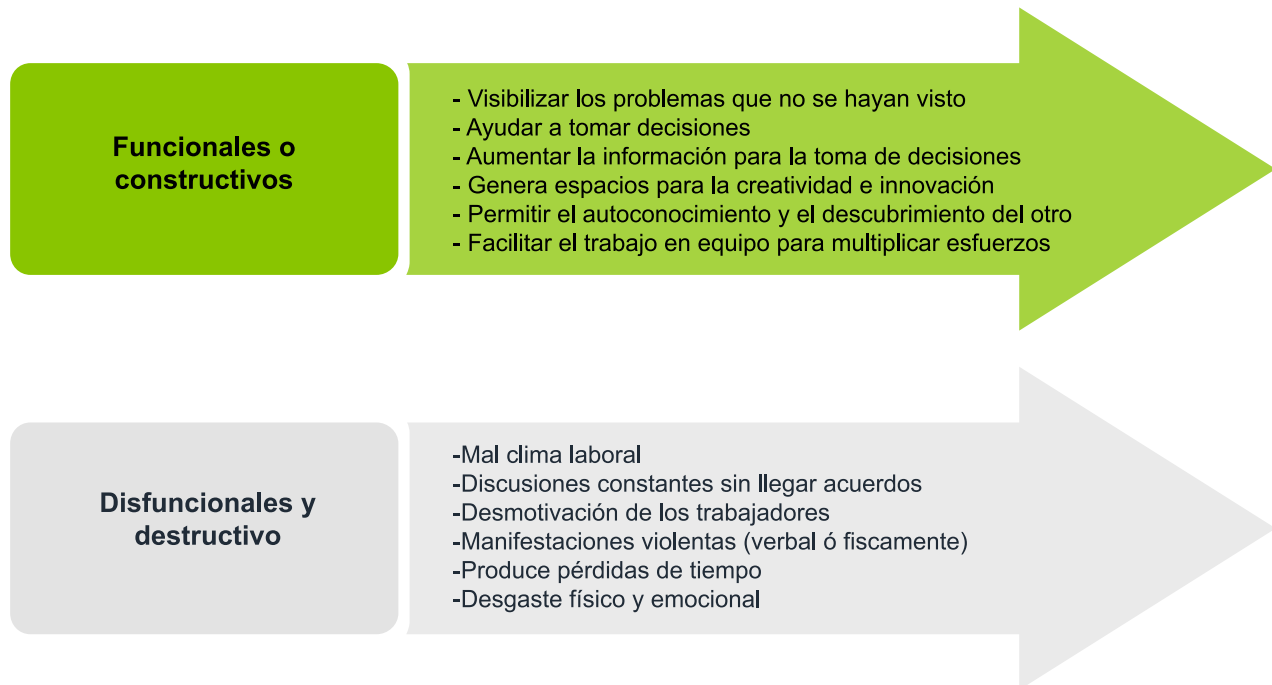 Funcionales o
constructivos
- Visibilizar los problemas que no se hayan visto
- Ayudar a tomar decisiones
- Aumentar la información para la toma de decisiones
- Genera espacios para la creatividad e innovación
- Permitir el autoconocimiento y el descubrimiento del otro
- Facilitar el trabajo en equipo para multiplicar esfuerzos
Disfuncionales y
destructivo
-Mal clima laboral
-Discusiones constantes sin llegar acuerdos
-Desmotivación de los trabajadores
-Manifestaciones violentas (verbal ó fiscamente)
-Produce pérdidas de tiempo
-Desgaste físico y emocional